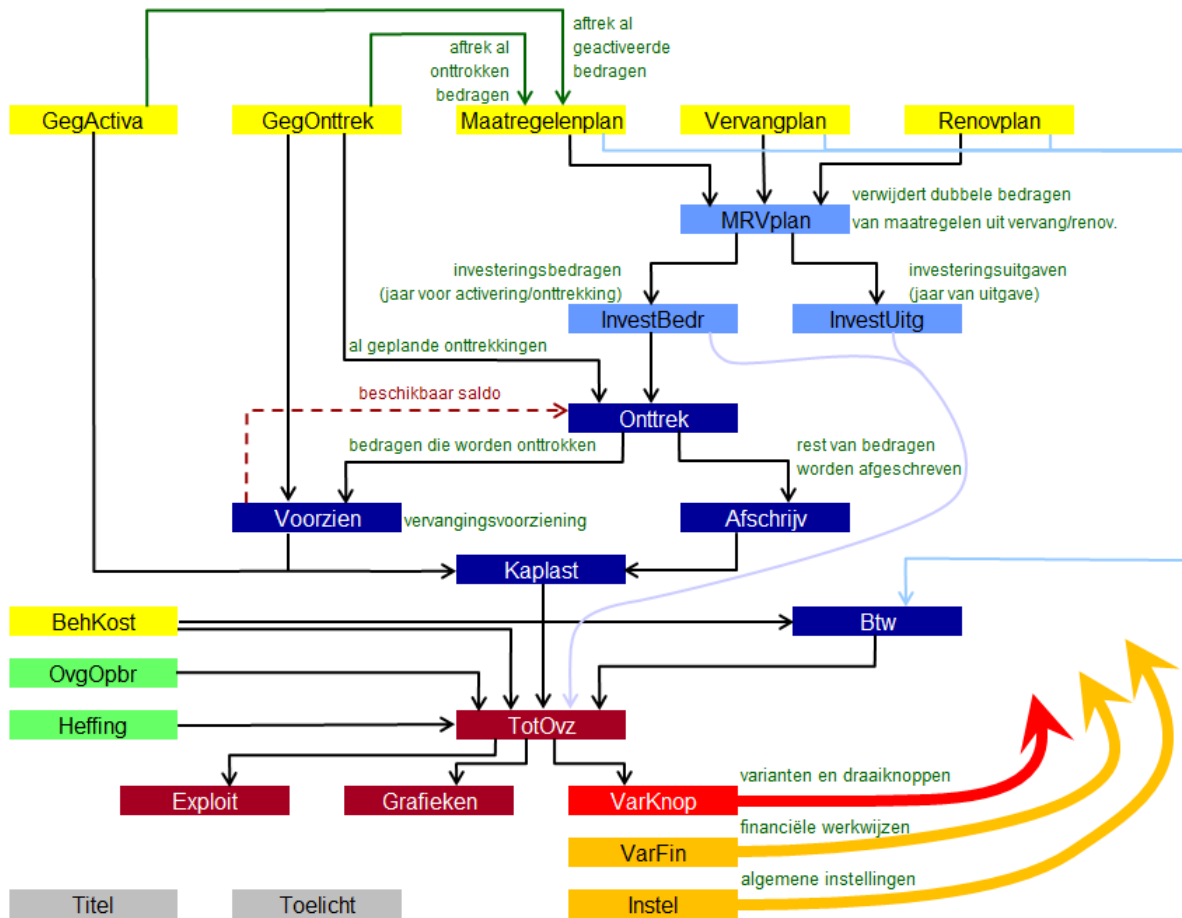 aftrek al
geactiveerde
bedragen
aftrek al
onttrokken
bedragen
GegActiva
GegOnttrek
Maatregelenplan
Vervangplan
Renovplan
verwijdert dubbele bedragen
van maatregelen uit vervang/renov.
MRVplan
investeringsbedragen
(jaar voor activering/onttrekking)
investeringsuitgaven
(jaar van uitgave)
InvestBedr
InvestUitg
al geplande onttrekkingen
beschikbaar saldo
Onttrek
bedragen die worden onttrokken
rest van bedragen
worden afgeschreven
Voorzien
vervangingsvoorziening
Afschrijv
Kaplast
BehKost
Btw
OvgOpbr
Heffing
TotOvz
Exploit
Grafieken
VarKnop
varianten en draaiknoppen
financiële werkwijzen
VarFin
algemene instellingen
Titel
Toelicht
Instel